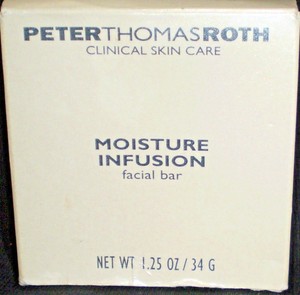 PETERTHOMASROTH
CLINICAL SKIN CARE
MOISTURE
INFUSION
facial bar
NET WT 1.25 OZ / 34 G